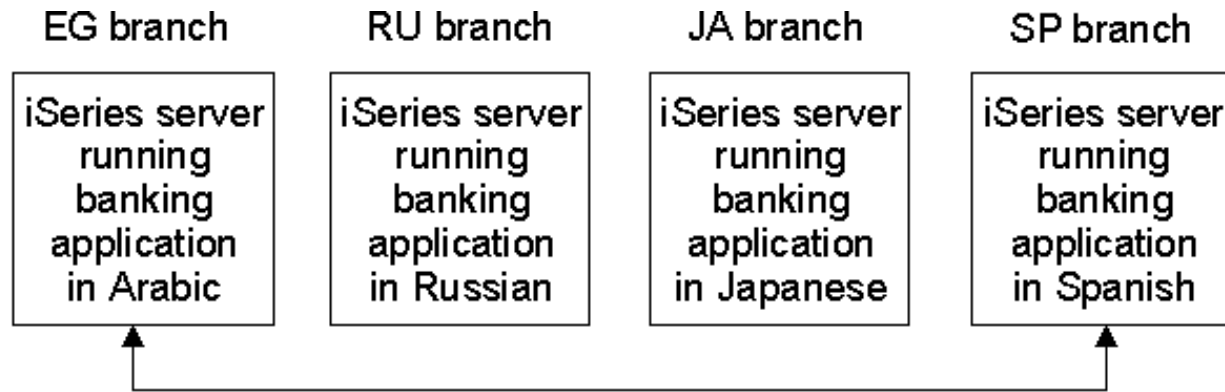 EG branch
iSeries server
running
banking
application
in Arabic
RU branch
iSeries server
running
banking
application
in Russian
JA branch
iSeries server
running
banking
application
in Japanese
SP branch
iSeries server
running
banking
application
in Spanish